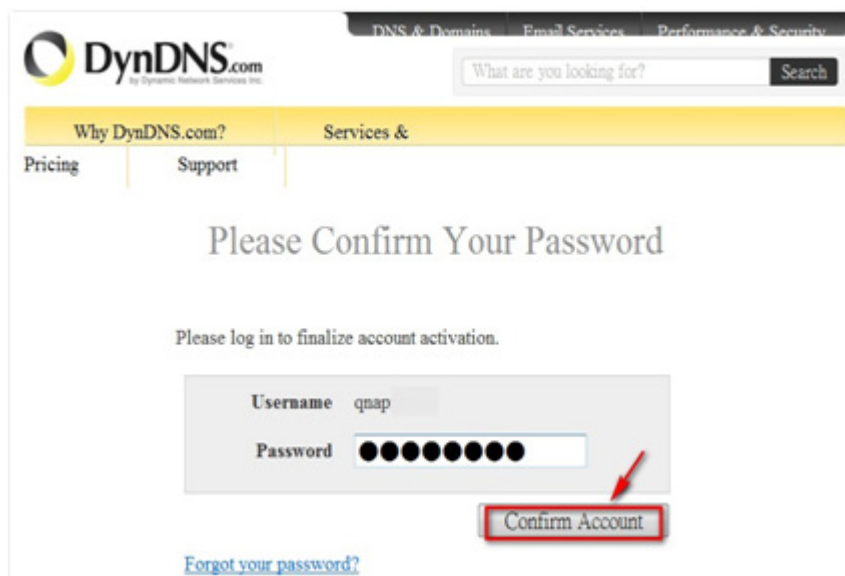 DNS & Domains Email Services Performance & Security
DynDNS.com
by Dynamic Network Services Inc.
What are you looking for? Search
Why DynDNS.com? Services &
Pricing Support
Please Confirm Your Password
Please log in to finalize account activation.
Username qnap
Password ●●●●●●●●
Confirm Account
Forgot your password?